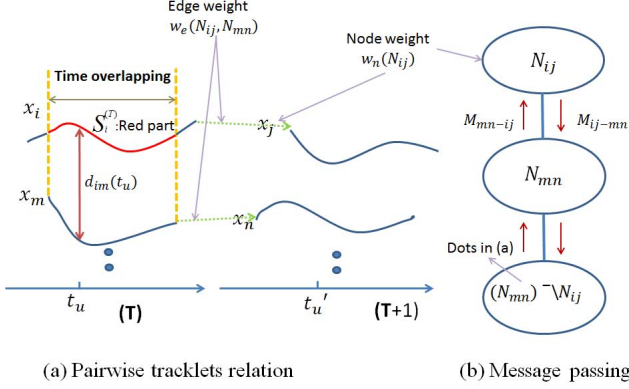 Edge weight
w_e(N_ij, N_mn)
Node weight
w_n(N_ij)
Time overlapping
x_i
S_i^(T):Red part
x_j
d_im(t_u)
x_m
x_n
t_u
(T)
t_u'
(T+1)
(a) Pairwise tracklets relation
N_ij
M_mn−ij
M_ij−mn
N_mn
Dots in (a)
(N_mn)^−\N_ij
(b) Message passing